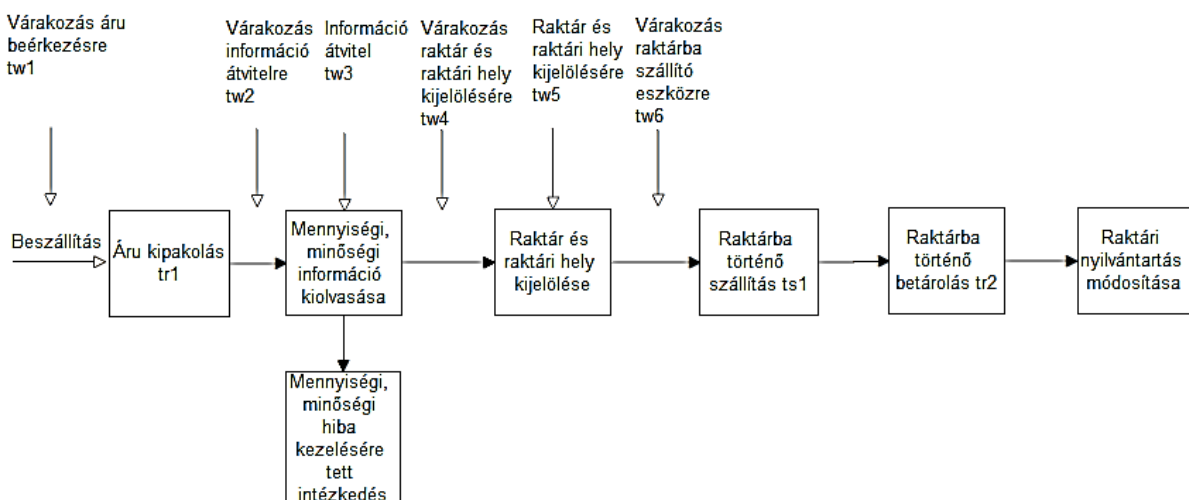 Várakozás áru
beérkezésre
tw1
Várakozás
információ
átvitelre
tw2
Információ
átvitel
tw3
Várakozás
raktár és
raktári hely
kijelölésére
tw4
Raktár és
raktári hely
kijelölésére
tw5
Várakozás
raktárba
szállító
eszközre
tw6
Beszállítás
Áru kipakolás
tr1
Mennyiségi,
minőségi
információ
kiolvasása
Raktár és
raktári hely
kijelölése
Raktárba
történő
szállítás ts1
Raktárba
történő
betárolás tr2
Raktári
nyilvántartás
módosítása
Mennyiségi,
minőségi
hiba
kezelésére
tett
intézkedés